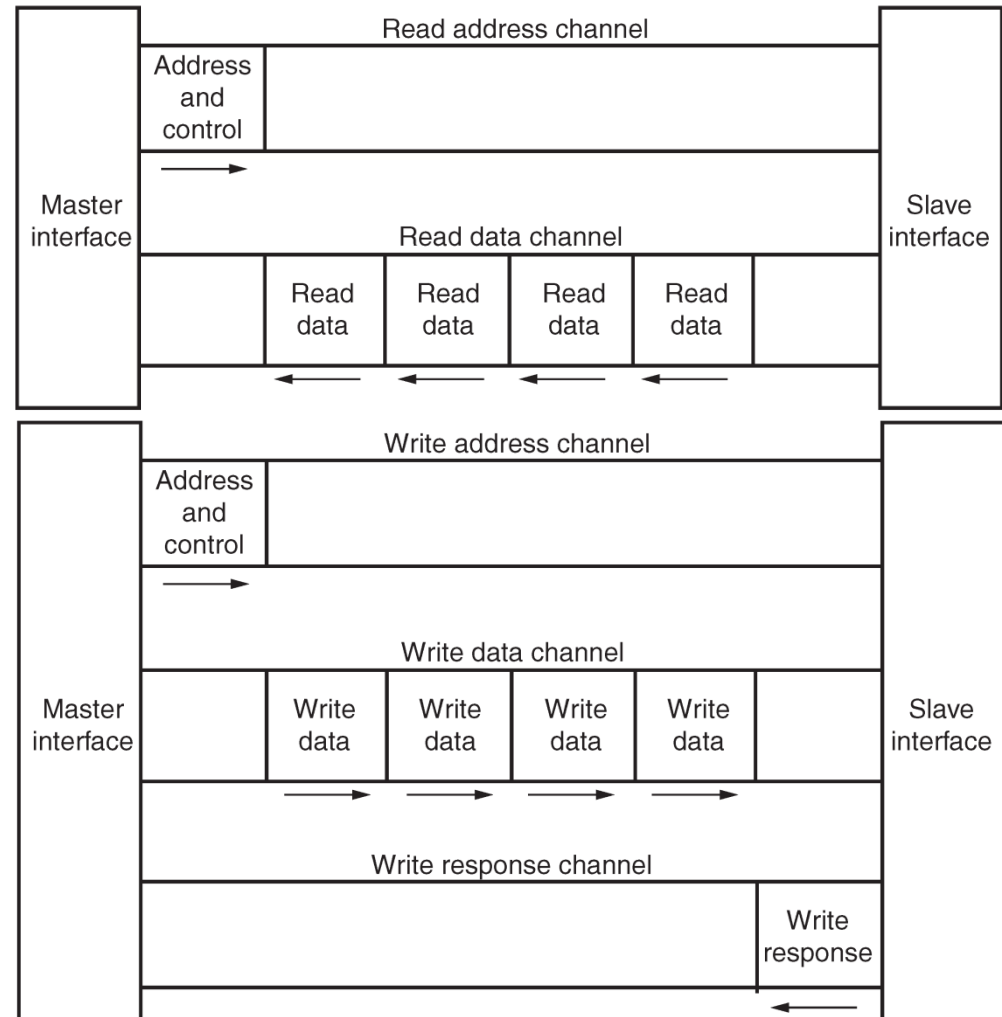 Read address channel
Address
and
control
Master
interface
Slave
interface
Read data channel
Read
data
Read
data
Read
data
Read
data
Write address channel
Address
and
control
Write data channel
Master
interface
Write
data
Write
data
Write
data
Write
data
Slave
interface
Write response channel
Write
response